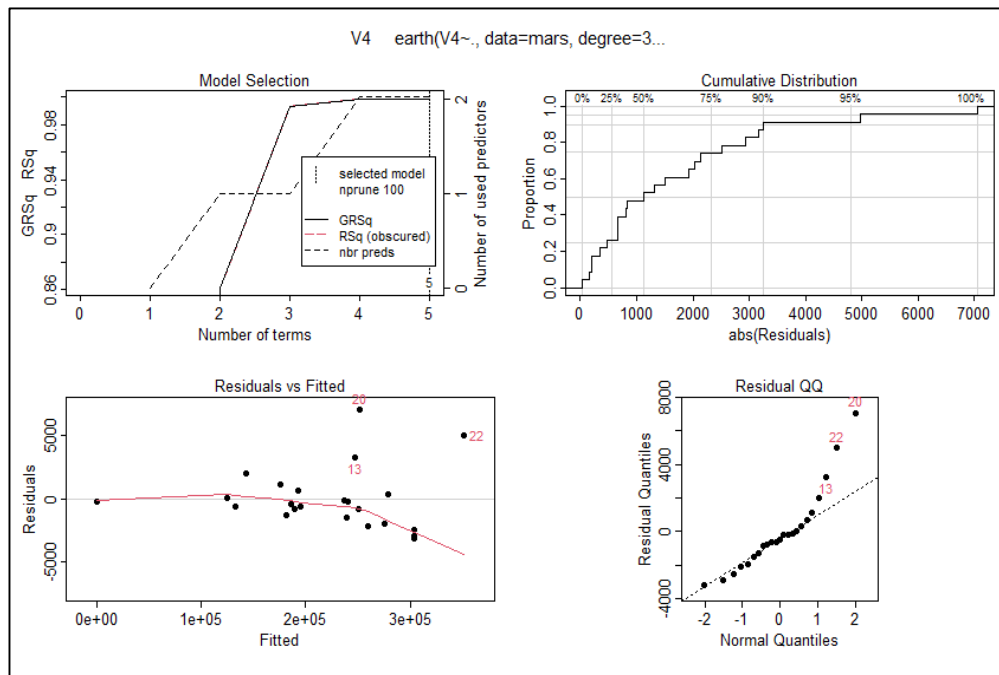 V4 earth(V4~., data=mars, degree=3...
Model Selection
GRSq RSq
0.86 0.9 0.94 0.98
0 1 2 3 4 5
Number of terms
0 1 2
Number of used predictors
selected model
nprune 100
GRSq
RSq (obscured)
nbr preds
5
Cumulative Distribution
0% 25% 50% 75% 90% 95% 100%
Proportion
0.0 0.2 0.4 0.6 0.8 1.0
0 1000 2000 3000 4000 5000 6000 7000
abs(Residuals)
Residuals vs Fitted
Residuals
-5000 0 5000
20
22
13
0e+00 1e+05 2e+05 3e+05
Fitted
Residual QQ
Residual Quantiles
-4000 0 4000 8000
20
22
13
-2 -1 0 1 2
Normal Quantiles